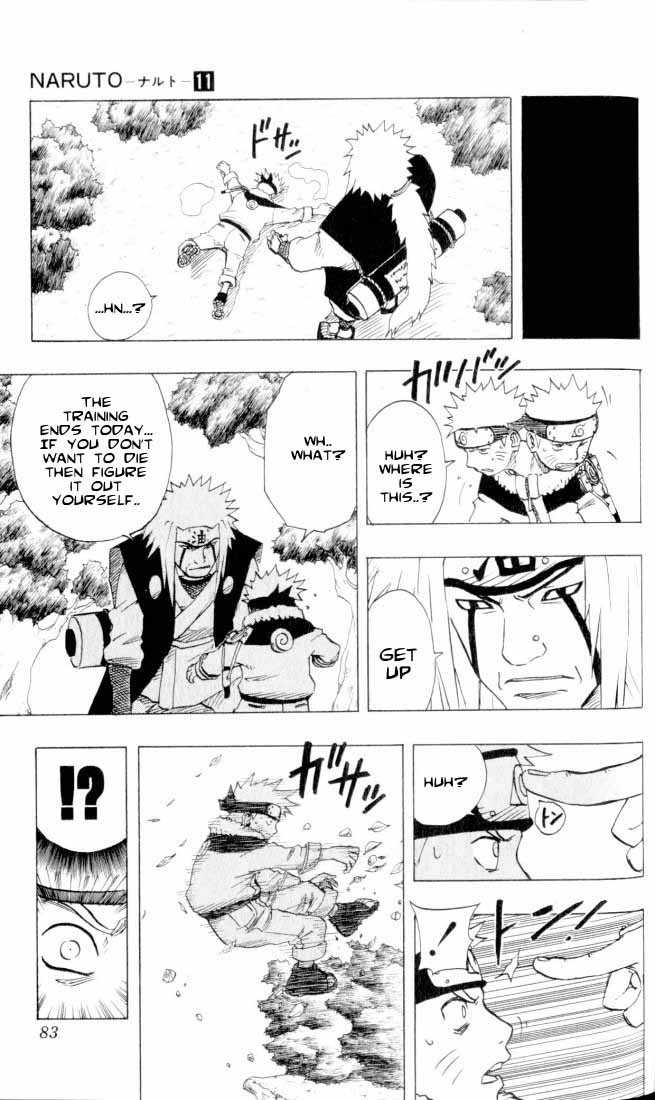 NARUTO—ナルト—11
ドサッ
...HN...?
ガバッ
HUH?
WHERE
IS
THIS..?
WH..
WHAT?
THE
TRAINING
ENDS TODAY...
IF YOU DON'T
WANT TO DIE
THEN FIGURE
IT OUT
YOURSELF..
油
GET
UP
HUH?
トン
ガサッ
!?
83